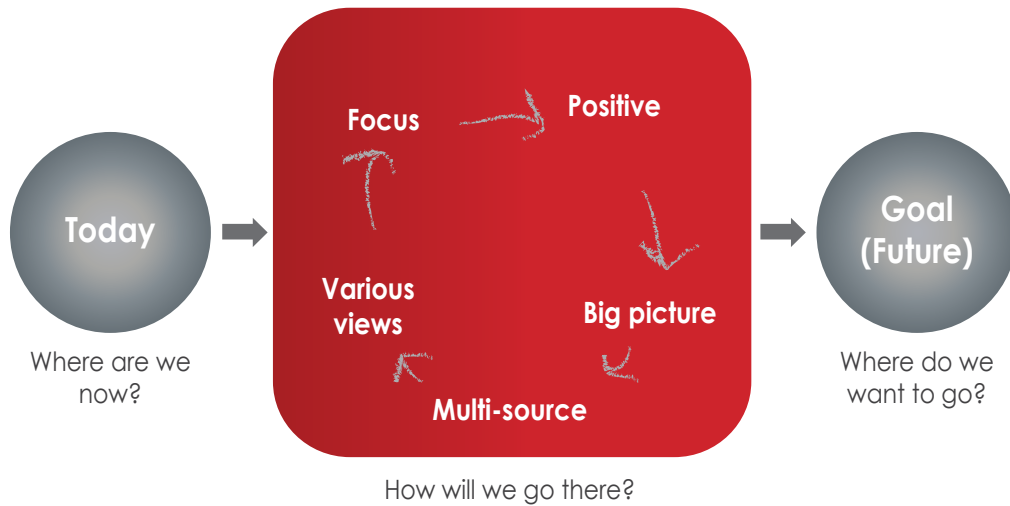 Focus
Positive
Today
Goal
(Future)
Various
views
Big picture
Multi-source
Where are we
now?
Where do we
want to go?
How will we go there?